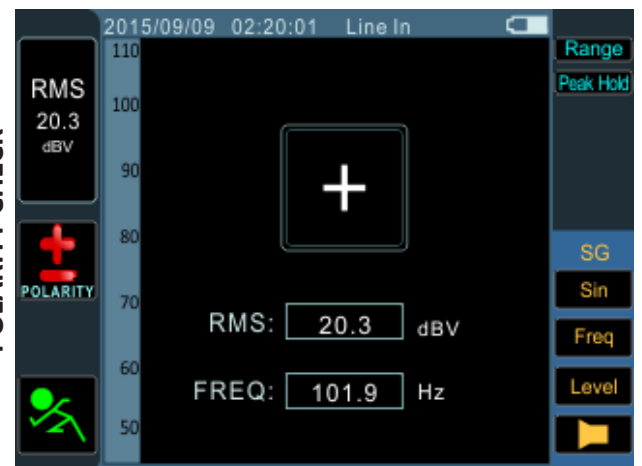 2015/09/09 02:20:01 Line In
RMS
20.3
dBV
POLARITY
110
100
90
80
70
60
50
+
RMS: 20.3 dBV
FREQ: 101.9 Hz
Range
Peak Hold
SG
Sin
Freq
Level